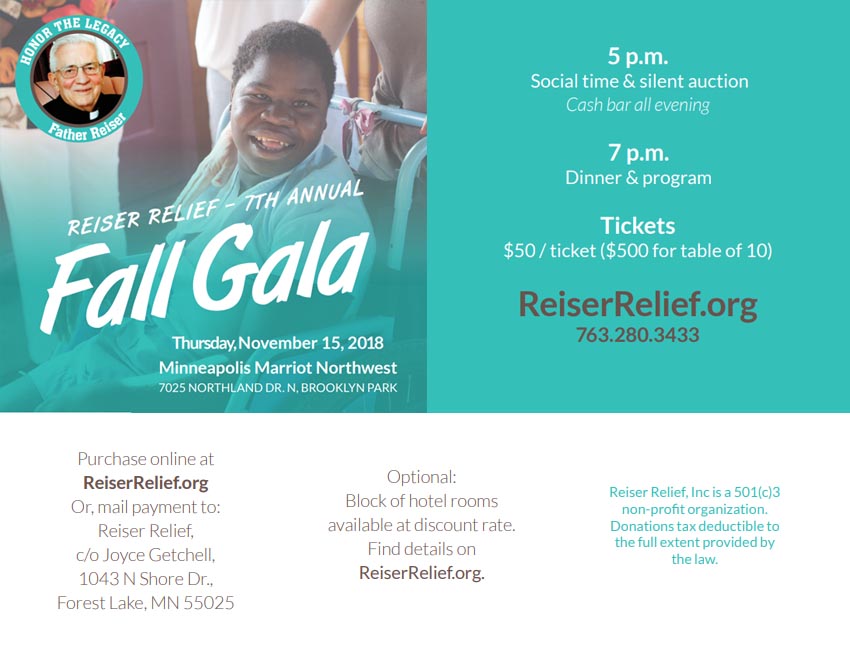 HONOR THE LEGACY
Father Reiser
REISER RELIEF – 7TH ANNUAL
Fall Gala
Thursday, November 15, 2018
Minneapolis Marriot Northwest
7025 NORTHLAND DR. N, BROOKLYN PARK
5 p.m.
Social time & silent auction
Cash bar all evening
7 p.m.
Dinner & program
Tickets
$50 / ticket ($500 for table of 10)
ReiserRelief.org
763.280.3433
Purchase online at
ReiserRelief.org
Or, mail payment to:
Reiser Relief,
c/o Joyce Getchell,
1043 N Shore Dr.,
Forest Lake, MN 55025
Optional:
Block of hotel rooms
available at discount rate.
Find details on
ReiserRelief.org.
Reiser Relief, Inc is a 501(c)3
non-profit organization.
Donations tax deductible to
the full extent provided by
the law.